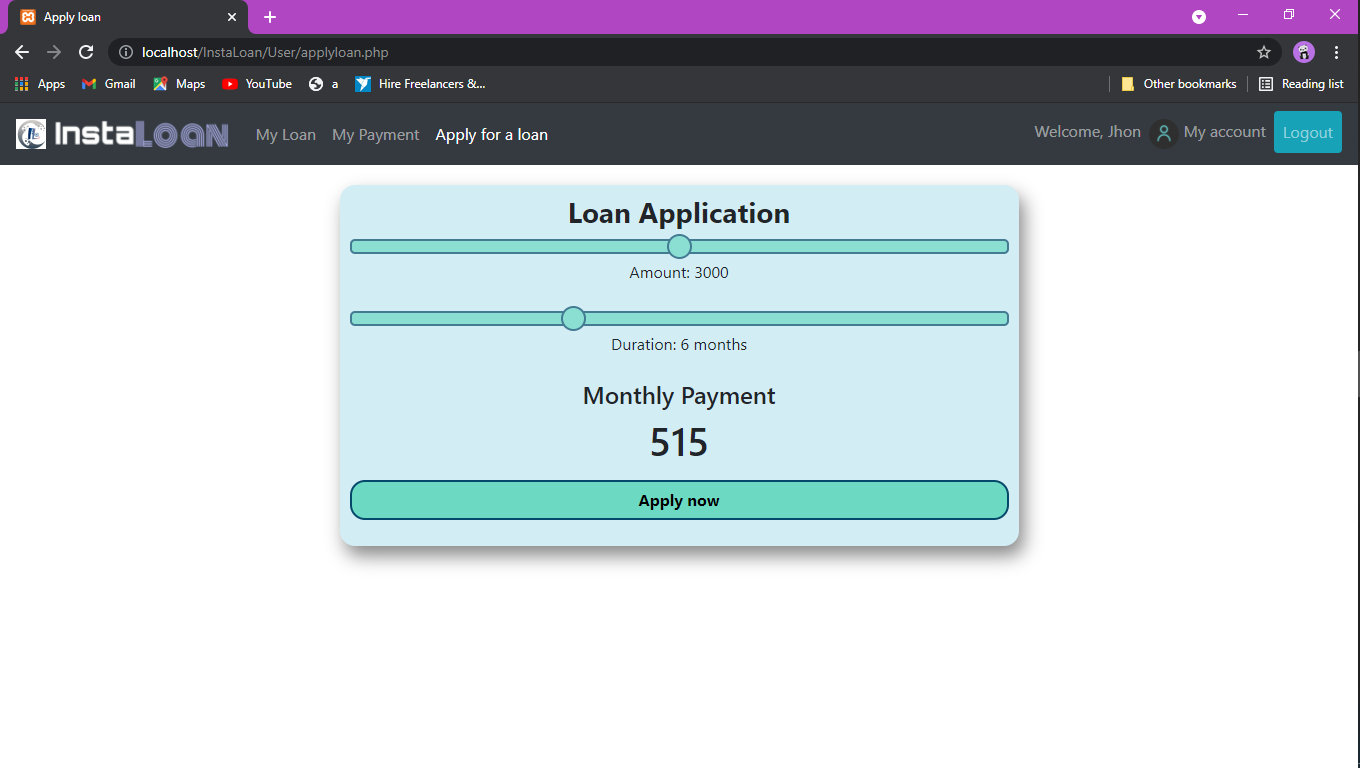 Apply loan
localhost/InstaLoan/User/applyloan.php
Apps Gmail Maps YouTube a Hire Freelancers &... Other bookmarks Reading list
InstaLOAN My Loan My Payment Apply for a loan Welcome, Jhon My account Logout
Loan Application
Amount: 3000
Duration: 6 months
Monthly Payment
515
Apply now